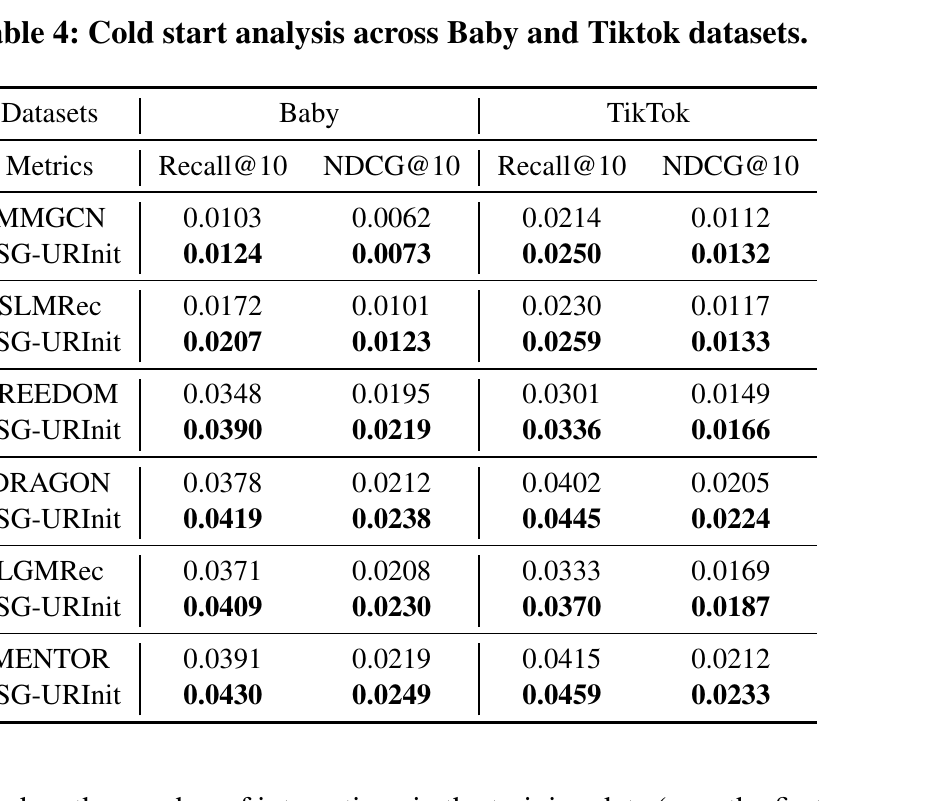 able 4: Cold start analysis across Baby and Tiktok datasets.
Datasets Baby TikTok
Metrics Recall@10 NDCG@10 Recall@10 NDCG@10
MMGCN 0.0103 0.0062 0.0214 0.0112
SG-URInit 0.0124 0.0073 0.0250 0.0132
SLMRec 0.0172 0.0101 0.0230 0.0117
SG-URInit 0.0207 0.0123 0.0259 0.0133
REEDOM 0.0348 0.0195 0.0301 0.0149
SG-URInit 0.0390 0.0219 0.0336 0.0166
DRAGON 0.0378 0.0212 0.0402 0.0205
SG-URInit 0.0419 0.0238 0.0445 0.0224
LGMRec 0.0371 0.0208 0.0333 0.0169
SG-URInit 0.0409 0.0230 0.0370 0.0187
MENTOR 0.0391 0.0219 0.0415 0.0212
SG-URInit 0.0430 0.0249 0.0459 0.0233